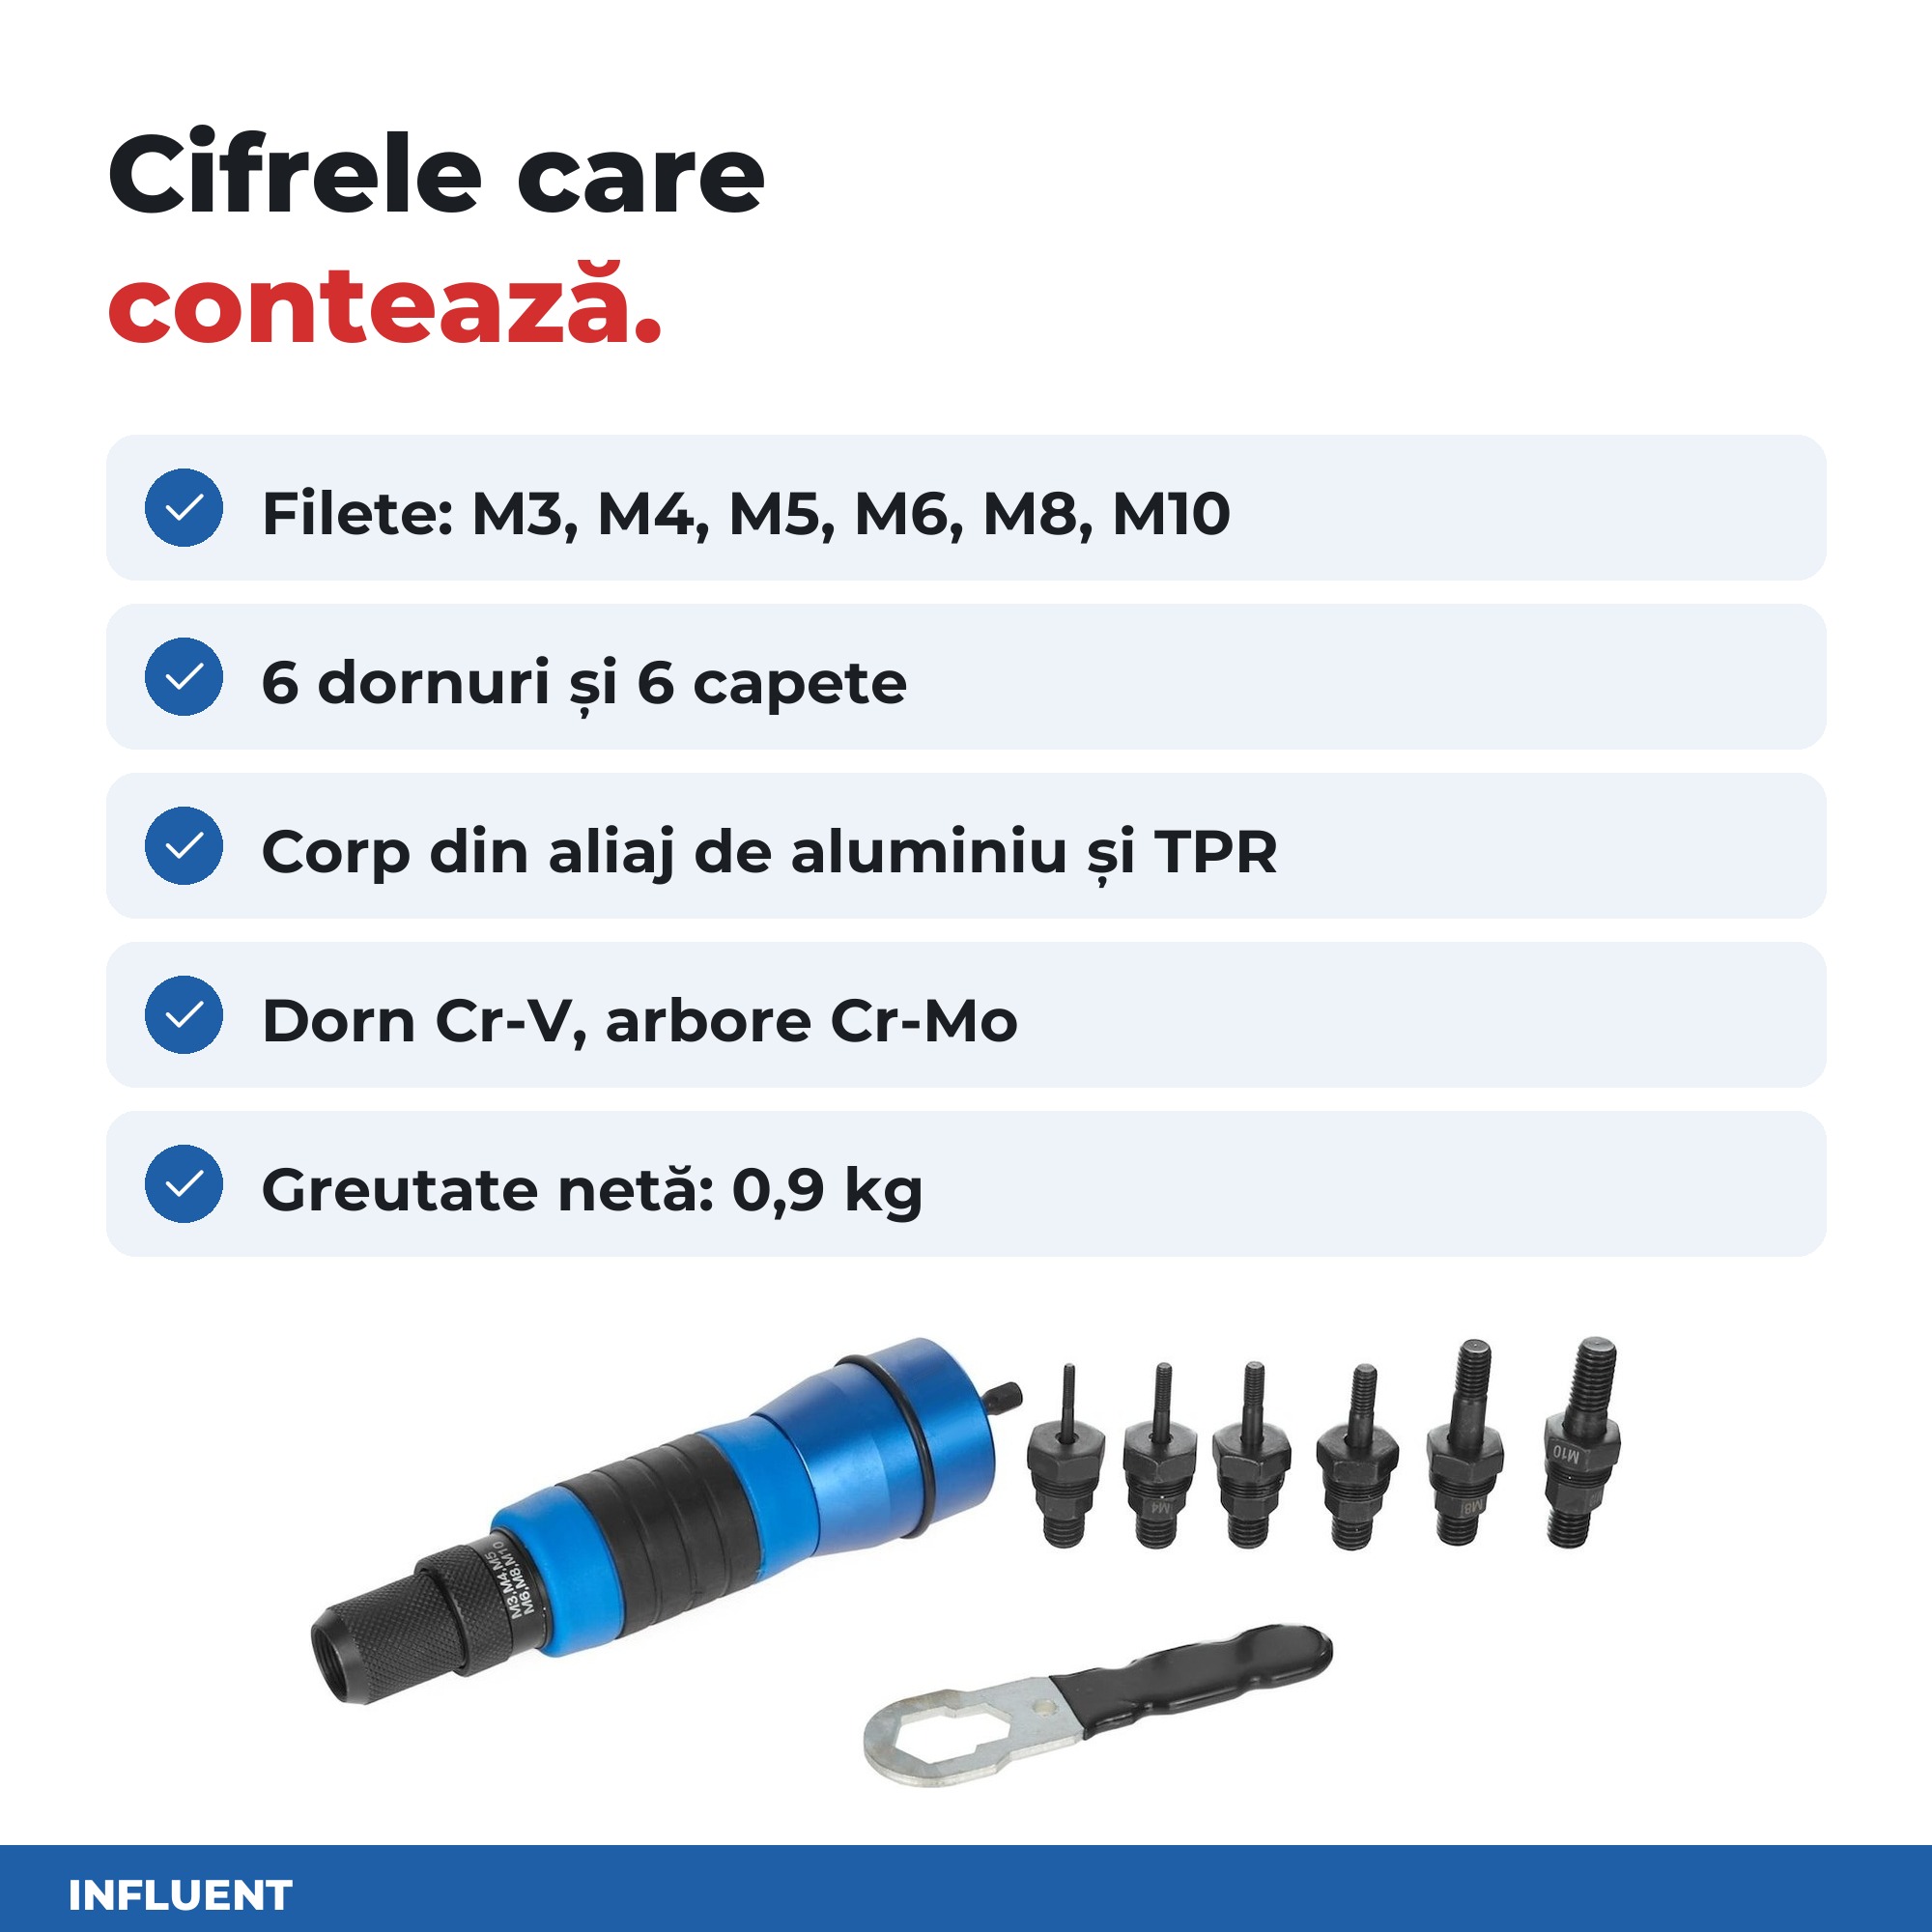 Cifrele care
contează.
Filete: M3, M4, M5, M6, M8, M10
6 dornuri și 6 capete
Corp din aliaj de aluminiu și TPR
Dorn Cr-V, arbore Cr-Mo
Greutate netă: 0,9 kg
M3,M4,M5
M6,M8,M10
M4
M8
M10
INFLUENT